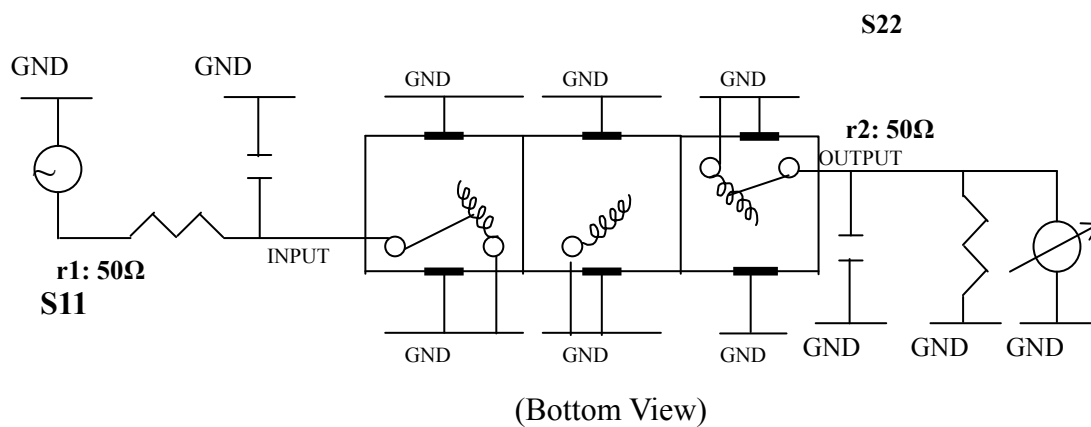 S22
GND
GND
GND
GND
GND
r2: 50Ω
OUTPUT
INPUT
r1: 50Ω
S11
GND
GND
GND
GND
GND
GND
(Bottom View)